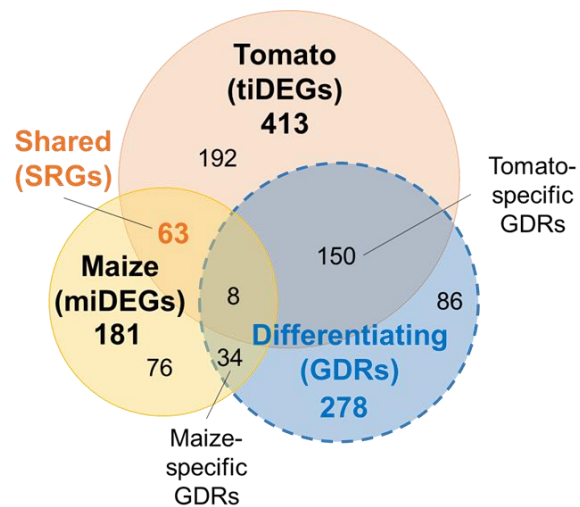 Tomato
(tiDEGs)
413
Shared
(SRGs)
192
Tomato-
specific
GDRs
63
150
Maize
(miDEGs)
181
8
86
Differentiating
(GDRs)
278
76
34
Maize-
specific
GDRs